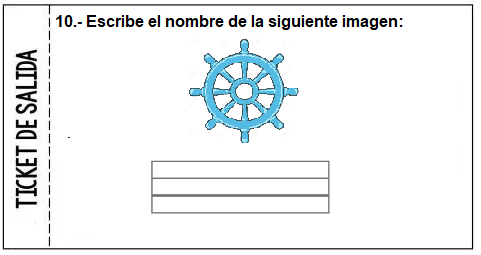 TICKET DE SALIDA
10.- Escribe el nombre de la siguiente imagen: